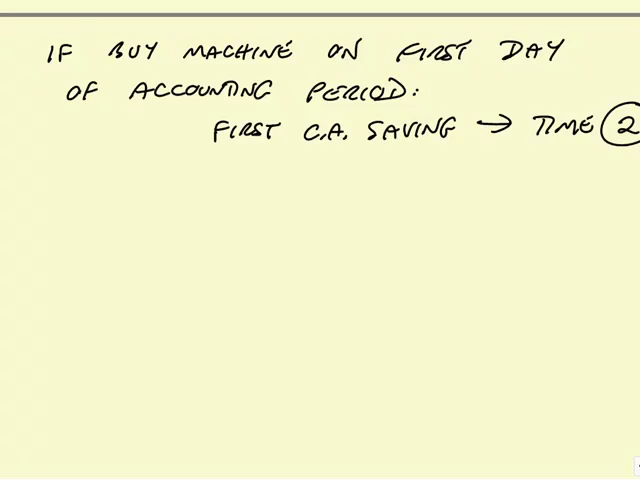 IF BUY MACHINE ON FIRST DAY
OF ACCOUNTING PERIOD:
FIRST C.A. SAVING → TIME 2